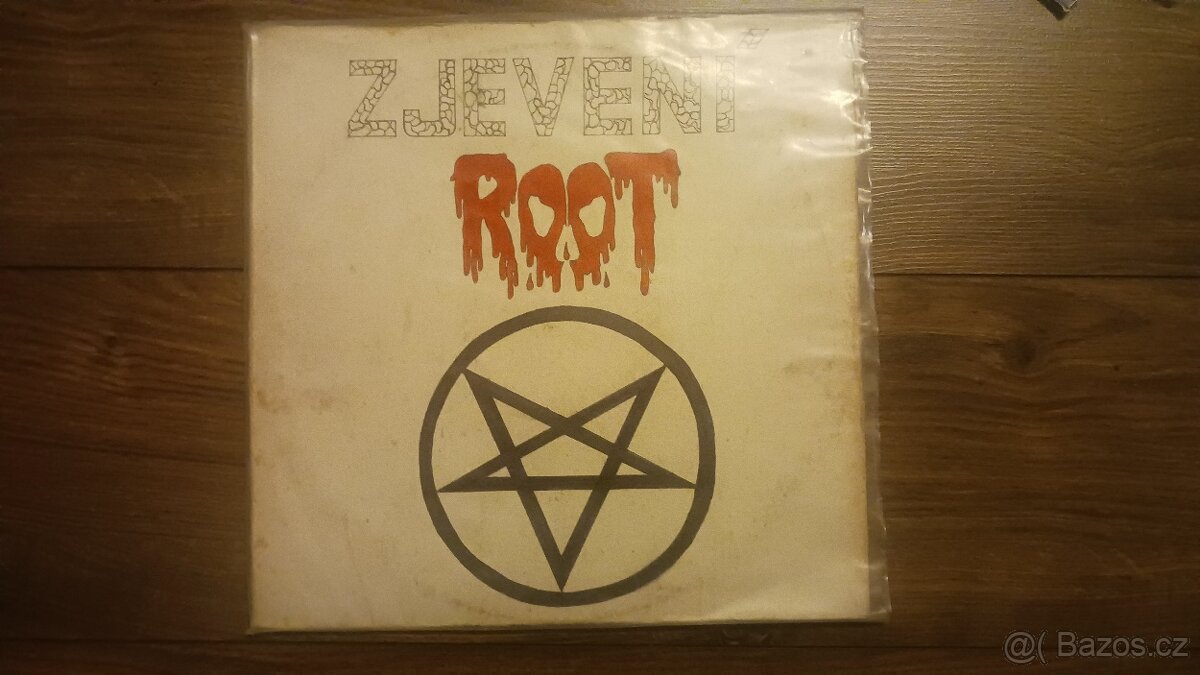 ZJEVENÍ
ROOT
@( Bazos.cz